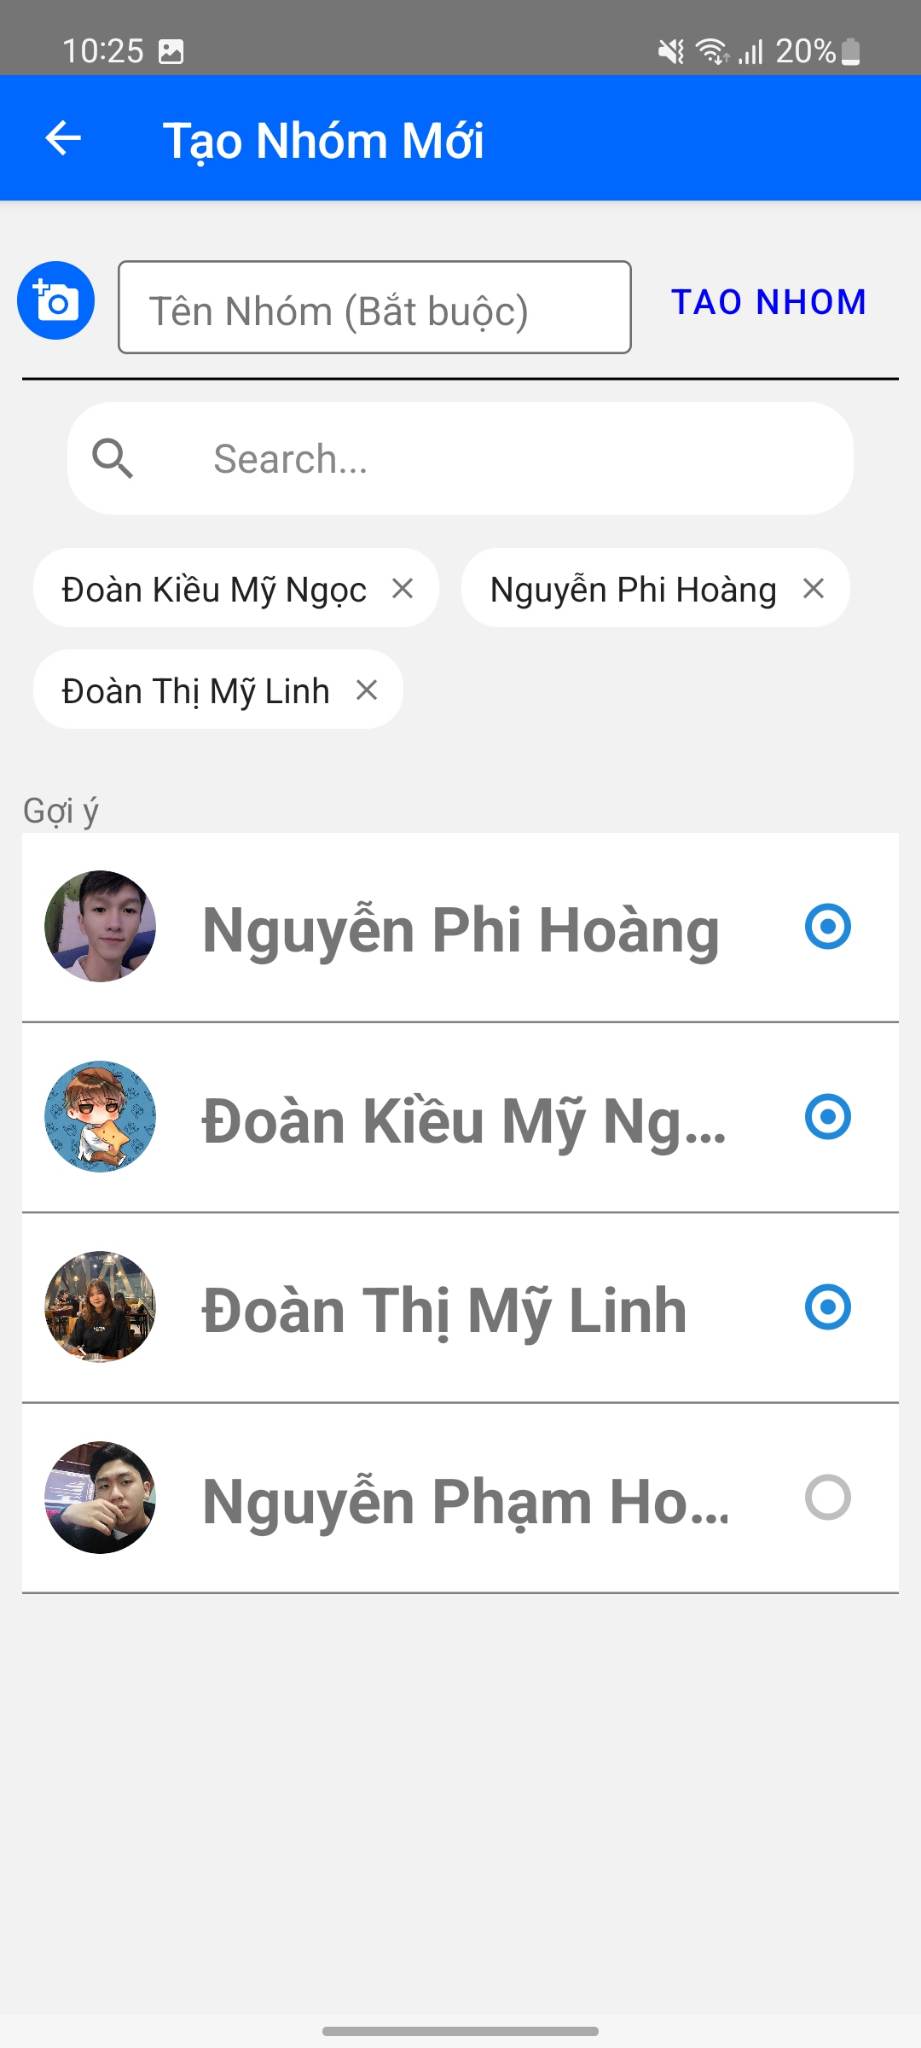 10:25 20%
Tạo Nhóm Mới
Tên Nhóm (Bắt buộc) TAO NHOM
Search...
Đoàn Kiều Mỹ Ngọc Nguyễn Phi Hoàng
Đoàn Thị Mỹ Linh
Gợi ý
Nguyễn Phi Hoàng
Đoàn Kiều Mỹ Ng...
Đoàn Thị Mỹ Linh
Nguyễn Phạm Ho...